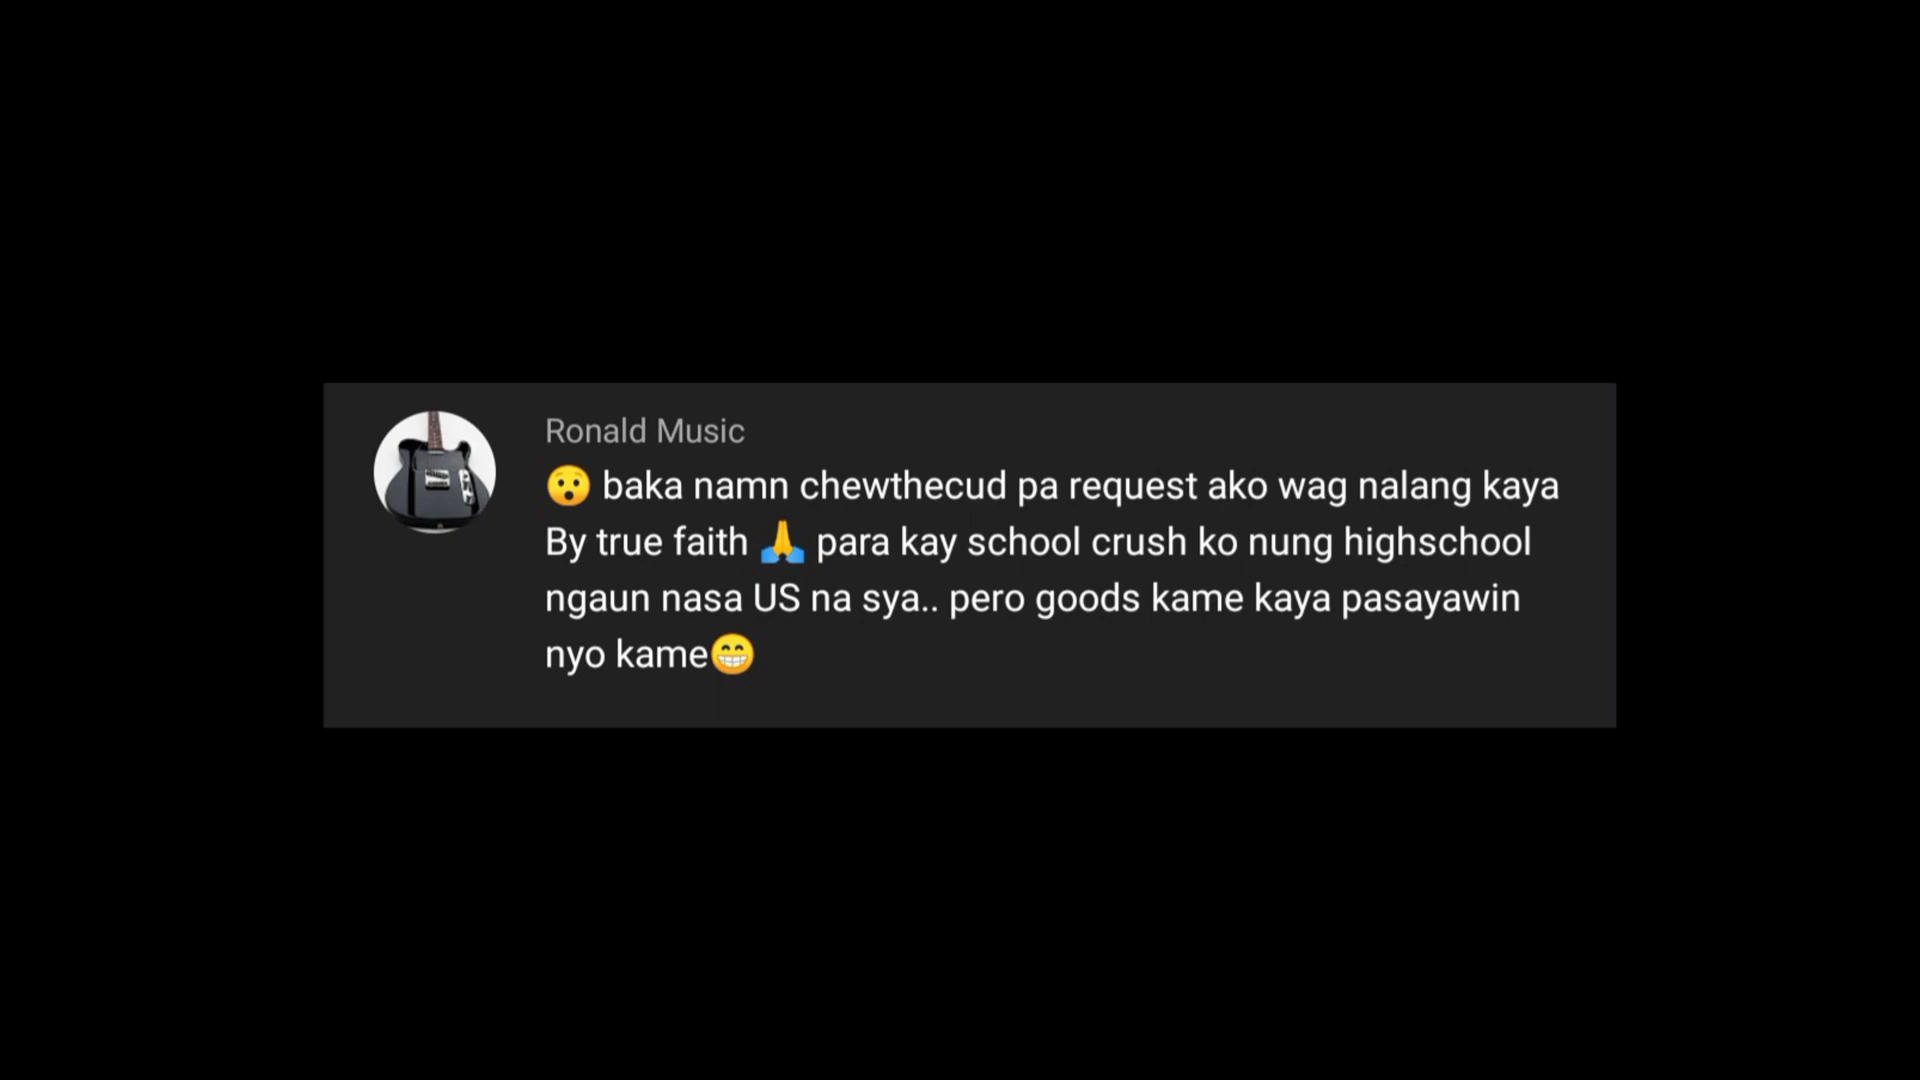 Ronald Music
😯 baka namn chewthecud pa request ako wag nalang kaya
By true faith 🙏 para kay school crush ko nung highschool
ngaun nasa US na sya.. pero goods kame kaya pasayawin
nyo kame😁